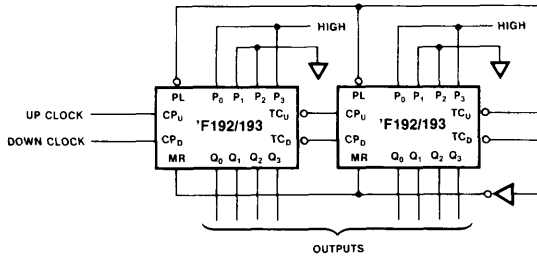 HIGH HIGH
PL P0 P1 P2 P3 PL P0 P1 P2 P3
UP CLOCK CPU TCU CPU TCU
'F192/193 'F192/193
DOWN CLOCK CPD TCD CPD TCD
MR Q0 Q1 Q2 Q3 MR Q0 Q1 Q2 Q3
OUTPUTS